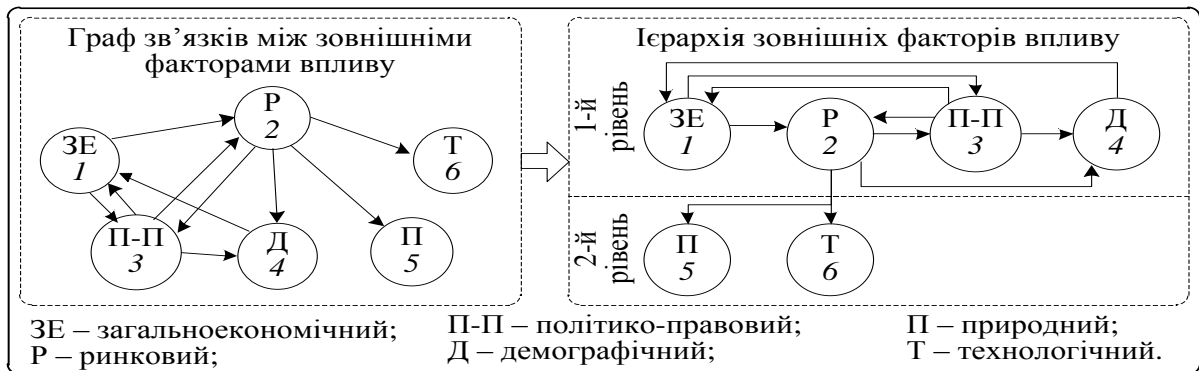 Граф зв’язків між зовнішніми
факторами впливу
Р
2
ЗЕ
1
Т
6
П-П
3
Д
4
П
5
Ієрархія зовнішніх факторів впливу
1-й
рівень
ЗЕ
1
Р
2
П-П
3
Д
4
2-й
рівень
П
5
Т
6
ЗЕ – загальноекономічний;
П-П – політико-правовий;
П – природний;
Р – ринковий;
Д – демографічний;
Т – технологічний.